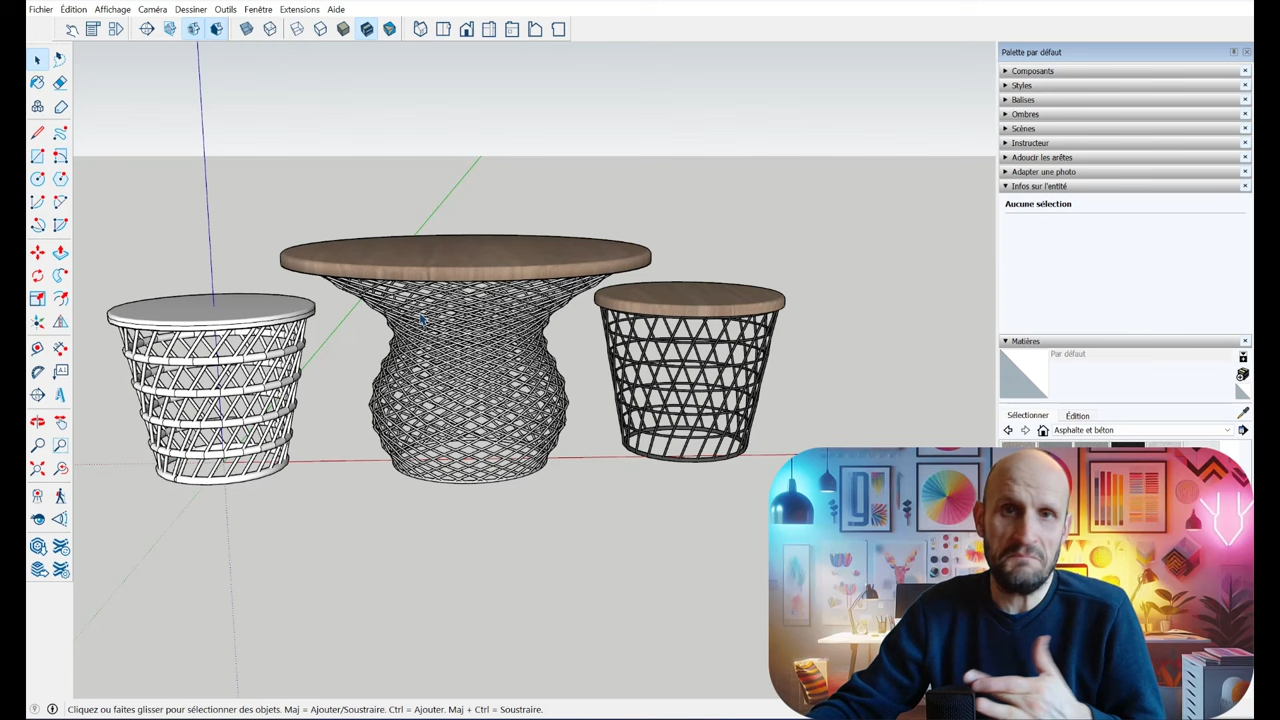 Fichier Édition Affichage Caméra Dessiner Outils Fenêtre Extensions Aide
Palette par défaut
Composants
Styles
Balises
Ombres
Scènes
Instructeur
Adoucir les arêtes
Adapter une photo
Infos sur l'entité
Aucune sélection
Matières
Par défaut
Sélectionner Édition
Asphalte et béton
Cliquez ou faites glisser pour sélectionner des objets. Maj = Ajouter/Soustraire. Ctrl = Ajouter. Maj + Ctrl = Soustraire.